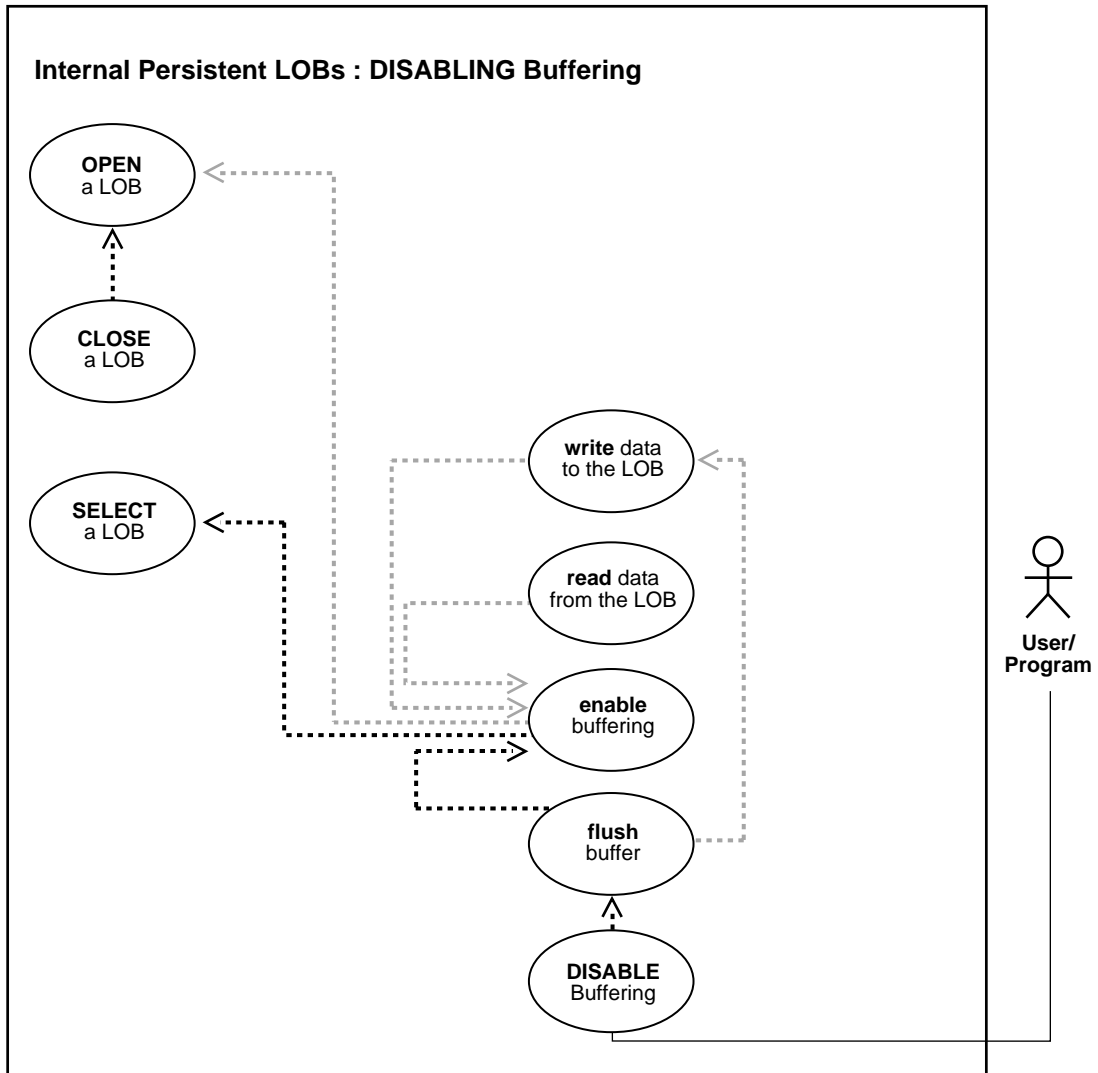 Internal Persistent LOBs : DISABLING Buffering
OPEN
a LOB
CLOSE
a LOB
write data
to the LOB
SELECT
a LOB
read data
from the LOB
User/
Program
enable
buffering
flush
buffer
DISABLE
Buffering